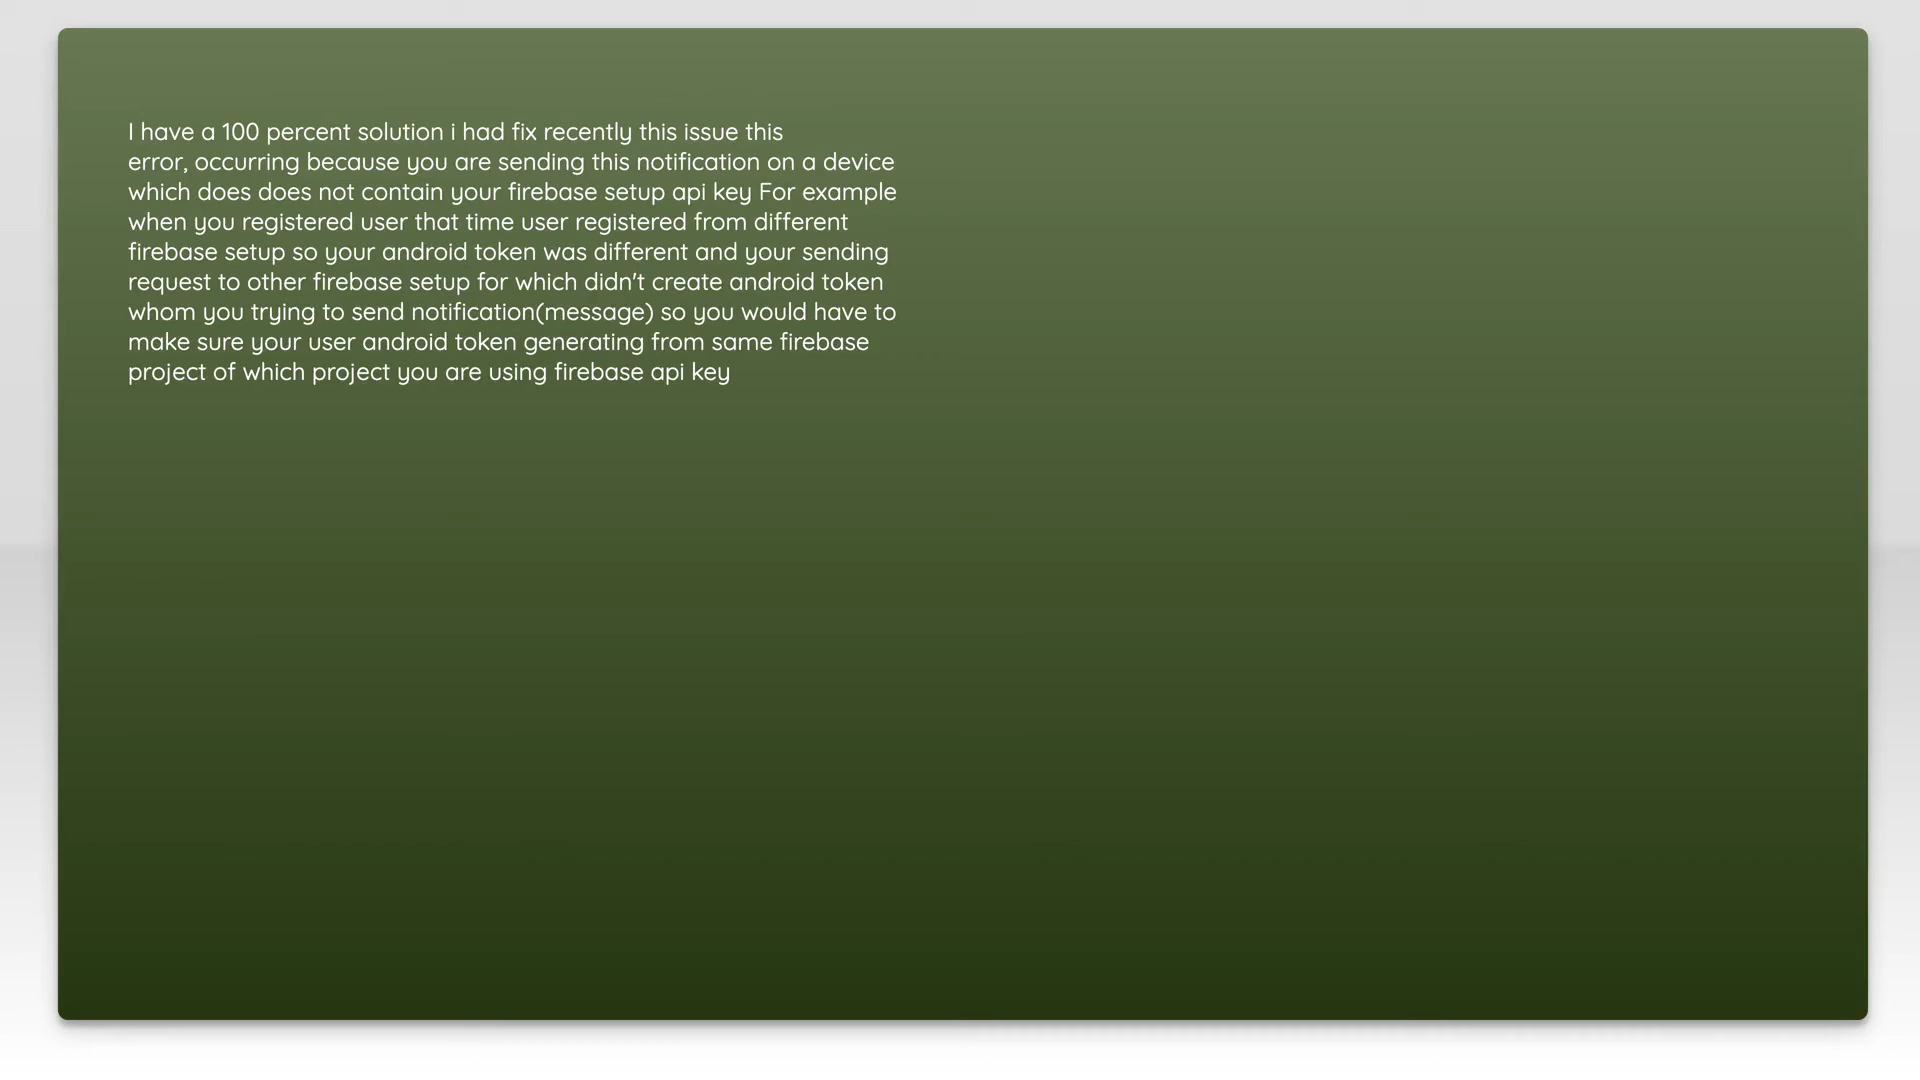 I have a 100 percent solution i had fix recently this issue this
error, occurring because you are sending this notification on a device
which does does not contain your firebase setup api key For example
when you registered user that time user registered from different
firebase setup so your android token was different and your sending
request to other firebase setup for which didn't create android token
whom you trying to send notification(message) so you would have to
make sure your user android token generating from same firebase
project of which project you are using firebase api key